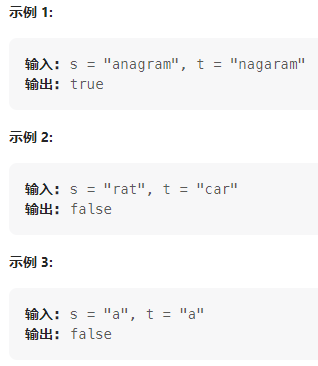 示例 1:
输入: s = "anagram", t = "nagaram"
输出: true
示例 2:
输入: s = "rat", t = "car"
输出: false
示例 3:
输入: s = "a", t = "a"
输出: false